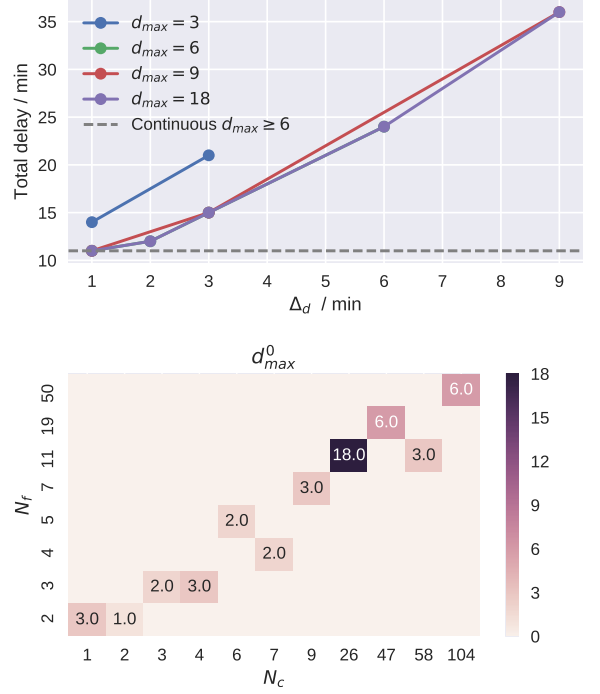 35
30
25
20
15
10
Total delay / min
d_max = 3
d_max = 6
d_max = 9
d_max = 18
Continuous d_max ≥ 6
1 2 3 4 5 6 7 8 9
Δ_d / min
d^0_max
50
19
11
7
5
4
3
2
N_f
6.0
6.0
18.0 3.0
3.0
2.0
2.0
2.0 3.0
3.0 1.0
1 2 3 4 6 7 9 26 47 58 104
N_c
18
15
12
9
6
3
0